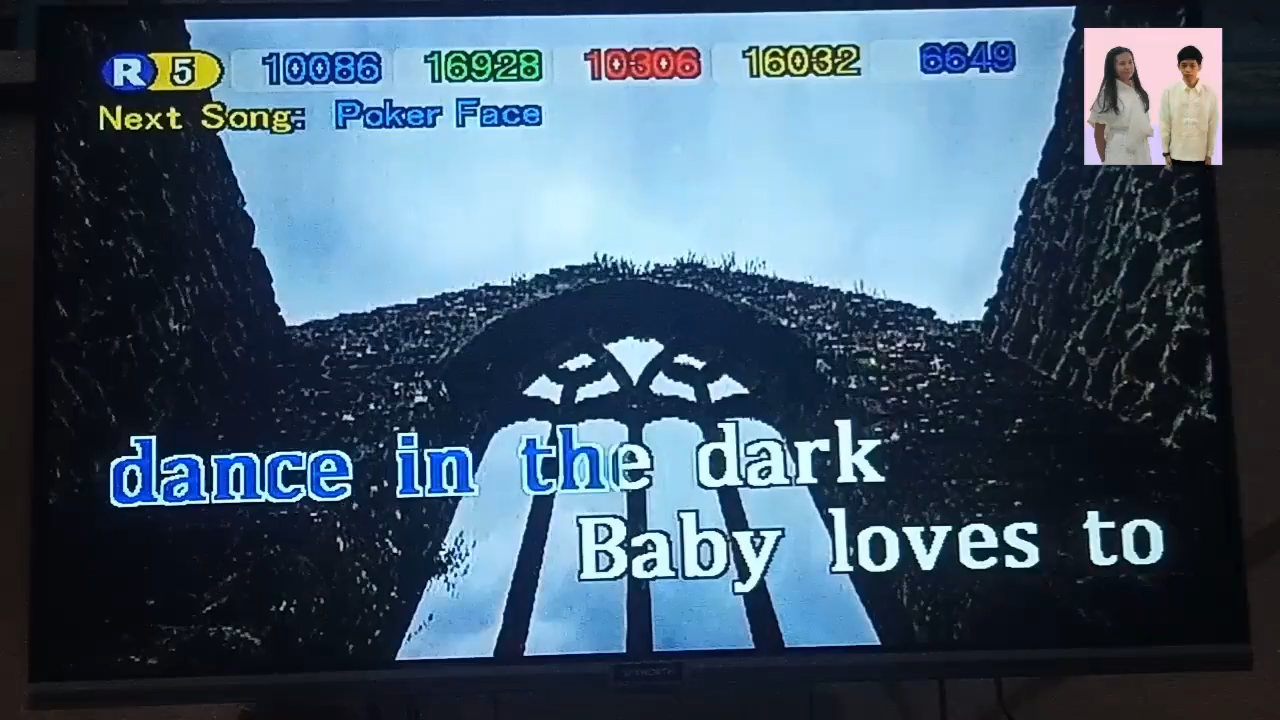 R 5 10086 16928 10306 16032 6649
Next Song: Poker Face
dance in the dark
Baby loves to